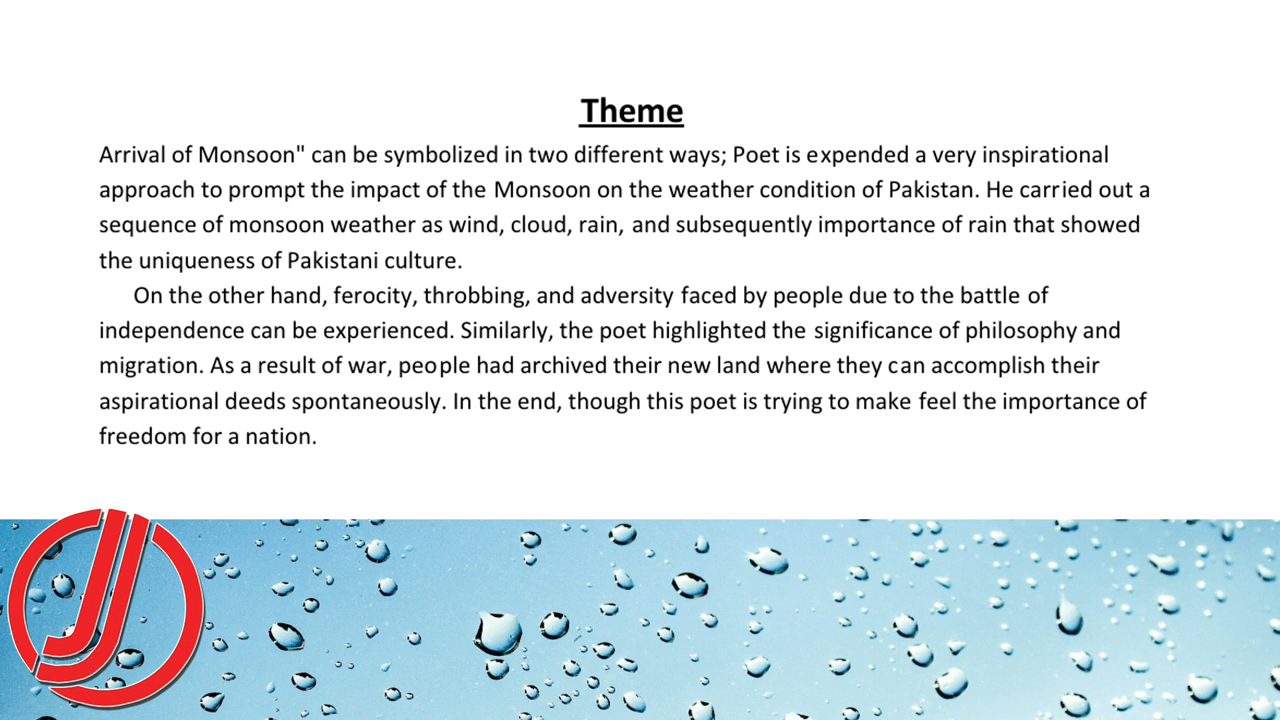 Theme
Arrival of Monsoon" can be symbolized in two different ways; Poet is expended a very inspirational
approach to prompt the impact of the Monsoon on the weather condition of Pakistan. He carried out a
sequence of monsoon weather as wind, cloud, rain, and subsequently importance of rain that showed
the uniqueness of Pakistani culture.
On the other hand, ferocity, throbbing, and adversity faced by people due to the battle of
independence can be experienced. Similarly, the poet highlighted the significance of philosophy and
migration. As a result of war, people had archived their new land where they can accomplish their
aspirational deeds spontaneously. In the end, though this poet is trying to make feel the importance of
freedom for a nation.